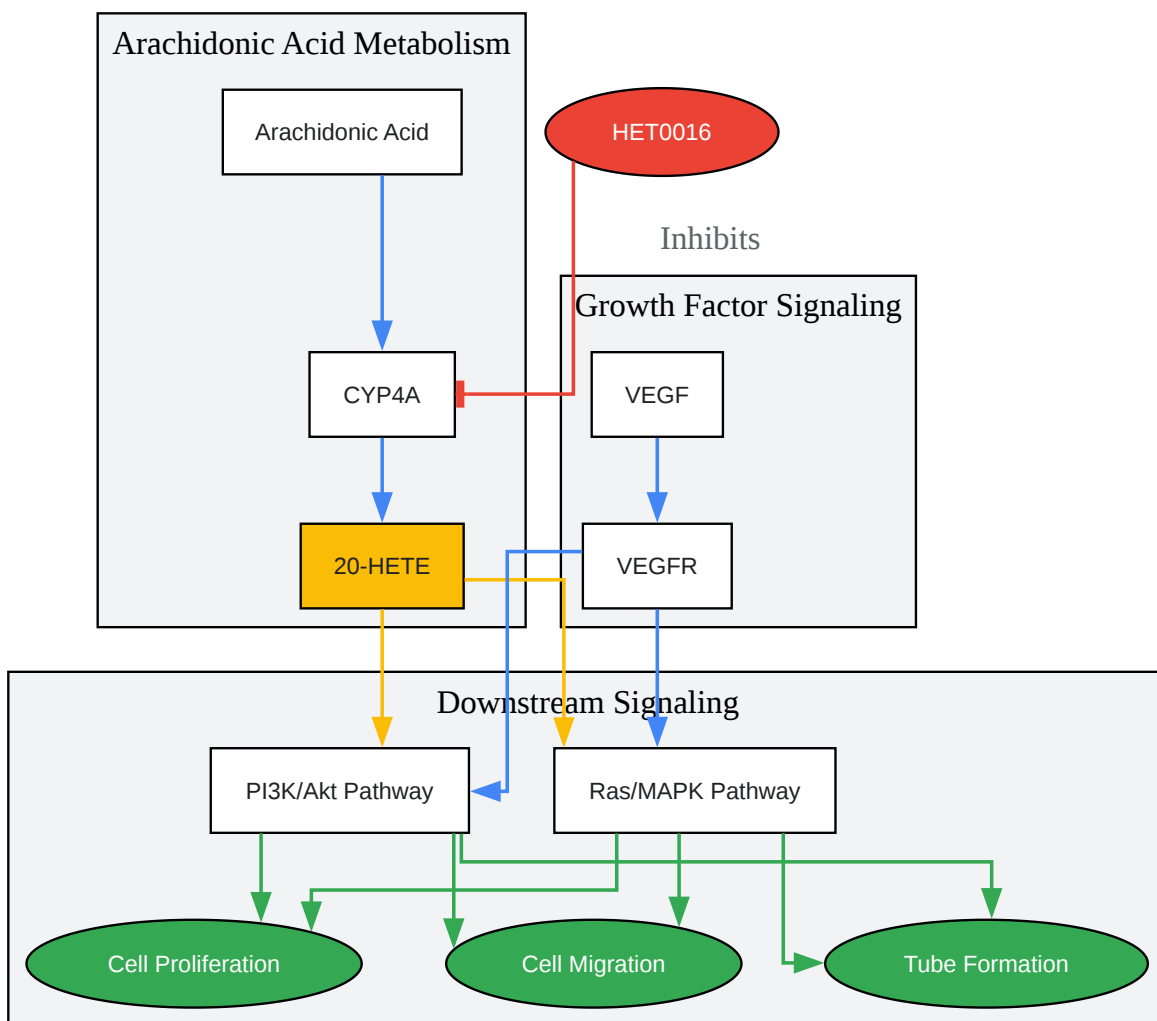 Arachidonic Acid Metabolism
Arachidonic Acid
HET0016
Inhibits
Growth Factor Signaling
CYP4A
VEGF
20-HETE
VEGFR
Downstream Signaling
PI3K/Akt Pathway
Ras/MAPK Pathway
Cell Proliferation
Cell Migration
Tube Formation